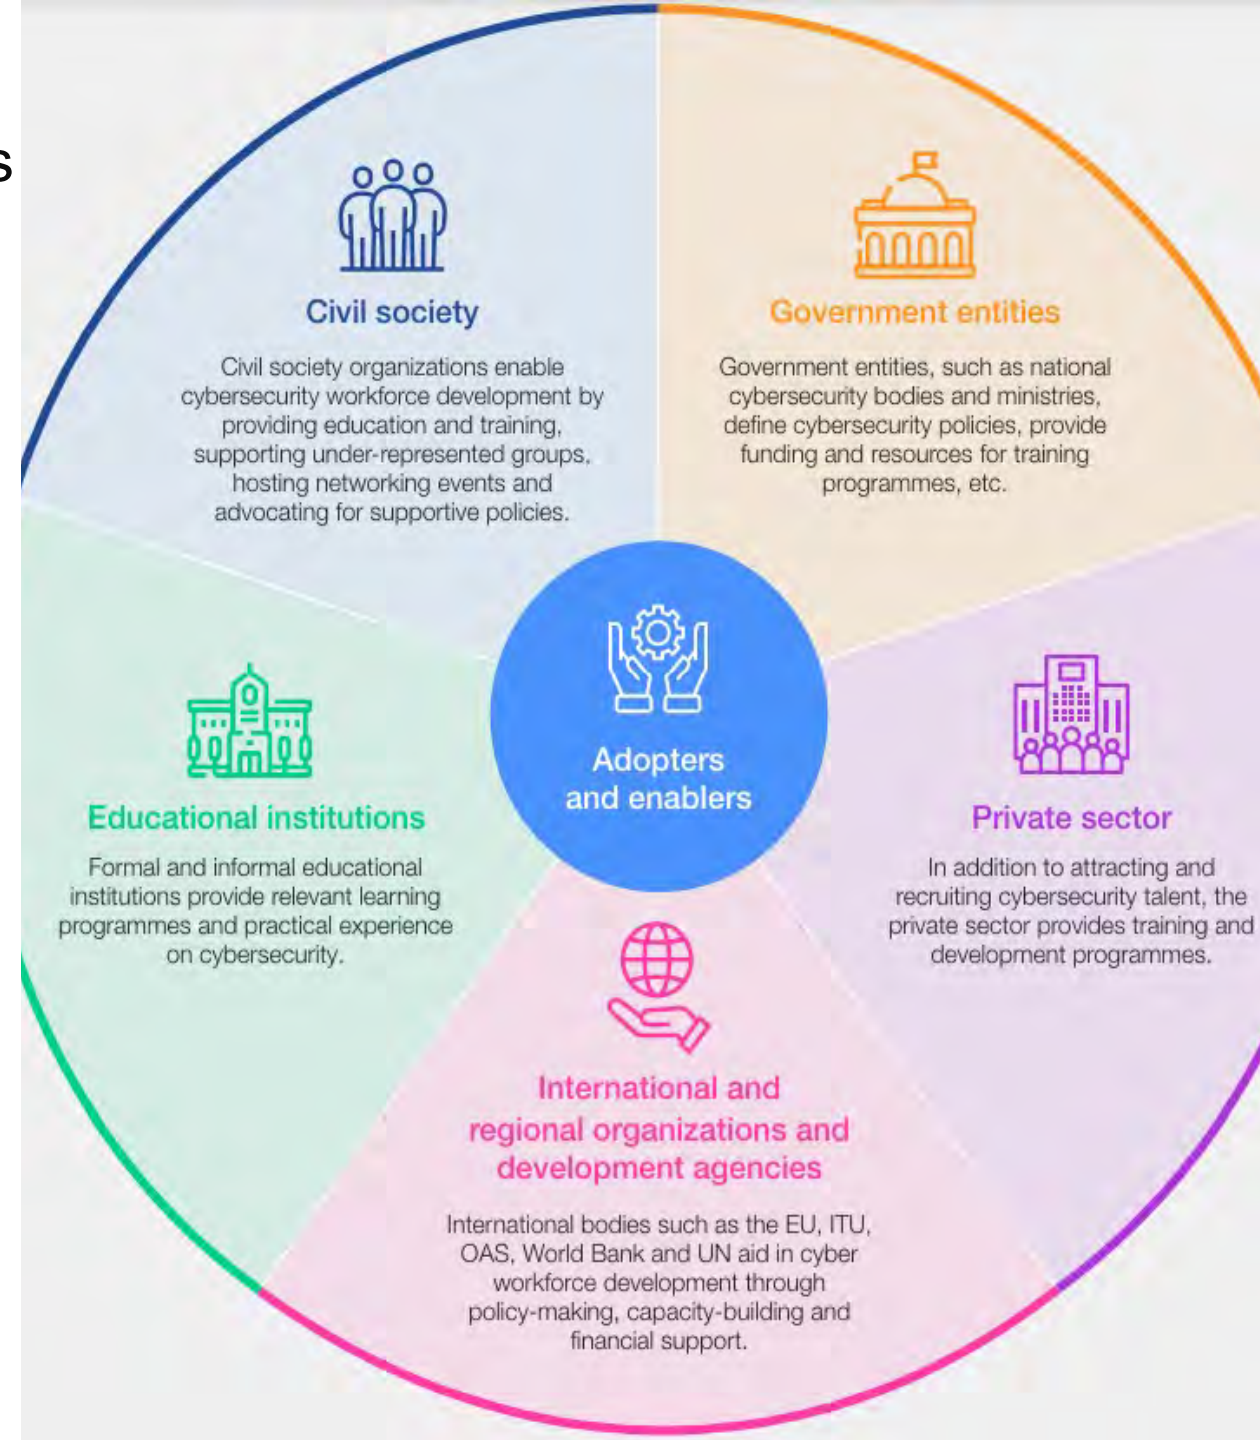 s
Civil society
Civil society organizations enable
cybersecurity workforce development by
providing education and training,
supporting under-represented groups,
hosting networking events and
advocating for supportive policies.
Government entities
Government entities, such as national
cybersecurity bodies and ministries,
define cybersecurity policies, provide
funding and resources for training
programmes, etc.
Adopters
and enablers
Educational institutions
Formal and informal educational
institutions provide relevant learning
programmes and practical experience
on cybersecurity.
Private sector
In addition to attracting and
recruiting cybersecurity talent, the
private sector provides training and
development programmes.
International and
regional organizations and
development agencies
International bodies such as the EU, ITU,
OAS, World Bank and UN aid in cyber
workforce development through
policy-making, capacity-building and
financial support.